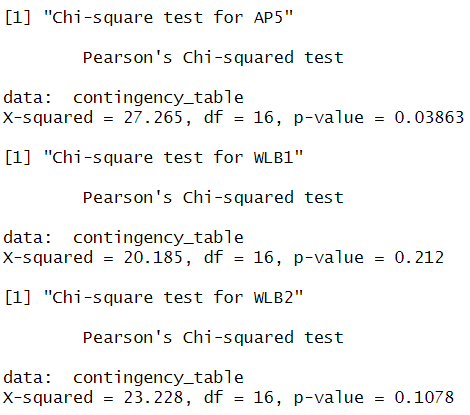 [1] "Chi-square test for AP5"
Pearson's Chi-squared test
data:  contingency_table
X-squared = 27.265, df = 16, p-value = 0.03863
[1] "Chi-square test for WLB1"
Pearson's Chi-squared test
data:  contingency_table
X-squared = 20.185, df = 16, p-value = 0.212
[1] "Chi-square test for WLB2"
Pearson's Chi-squared test
data:  contingency_table
X-squared = 23.228, df = 16, p-value = 0.1078